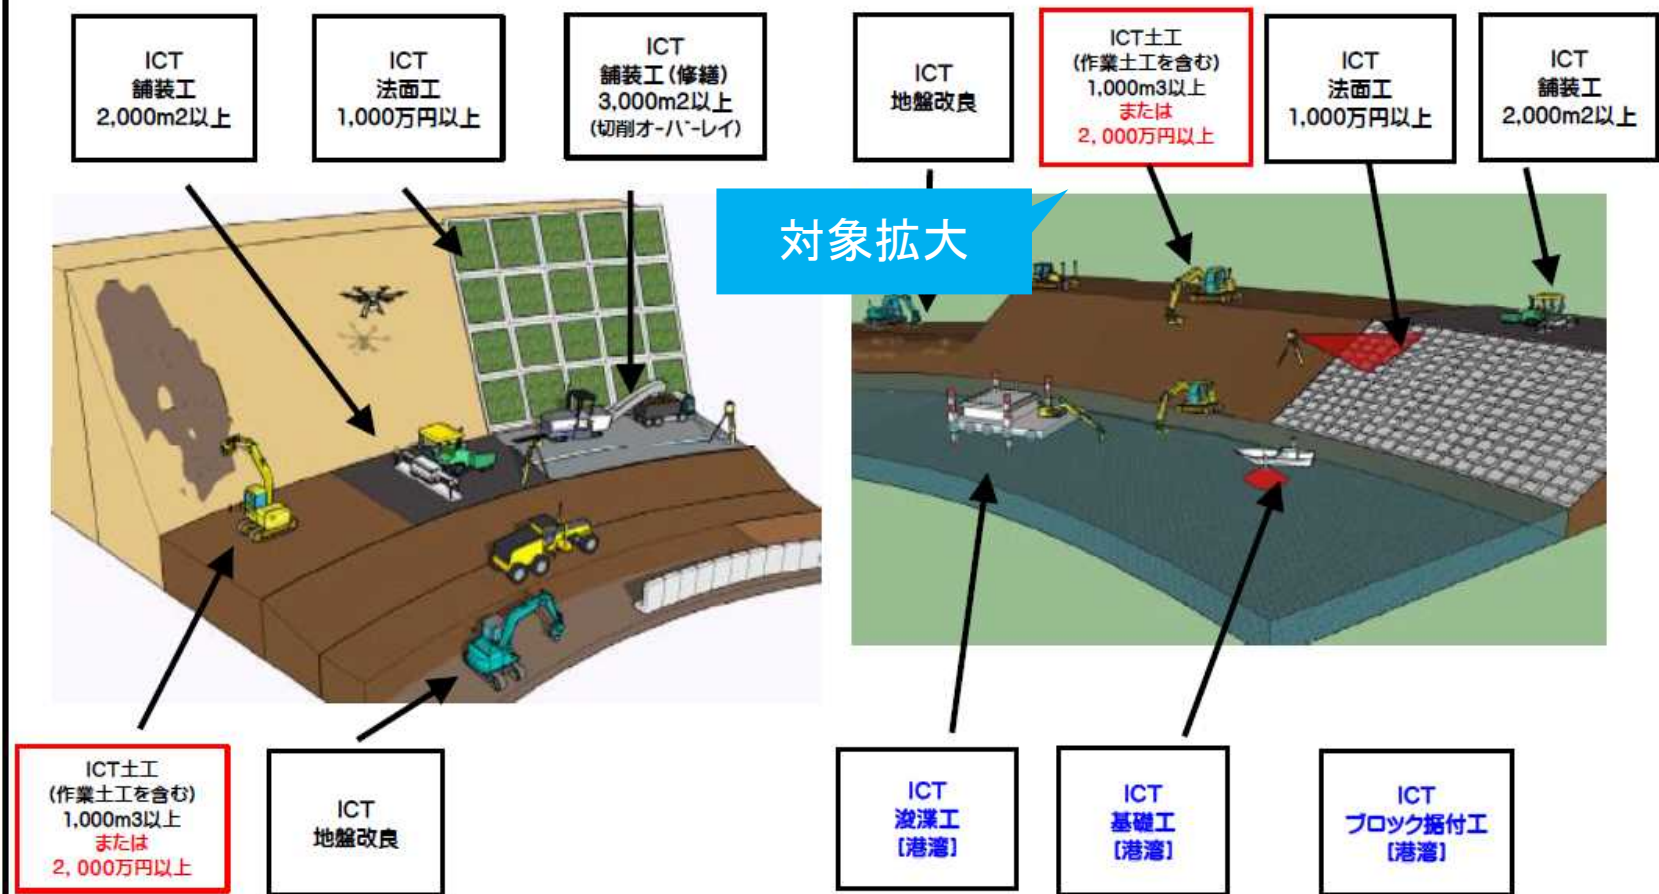 ICT
舗装工
2,000m2以上
ICT
法面工
1,000万円以上
ICT
舗装工(修繕)
3,000m2以上
(切削オーバーレイ)
ICT
地盤改良
ICT土工
(作業土工を含む)
1,000m3以上
または
2,000万円以上
ICT
法面工
1,000万円以上
ICT
舗装工
2,000m2以上
対象拡大
ICT土工
(作業土工を含む)
1,000m3以上
または
2,000万円以上
ICT
地盤改良
ICT
浚渫工
[港湾]
ICT
基礎工
[港湾]
ICT
ブロック据付工
[港湾]